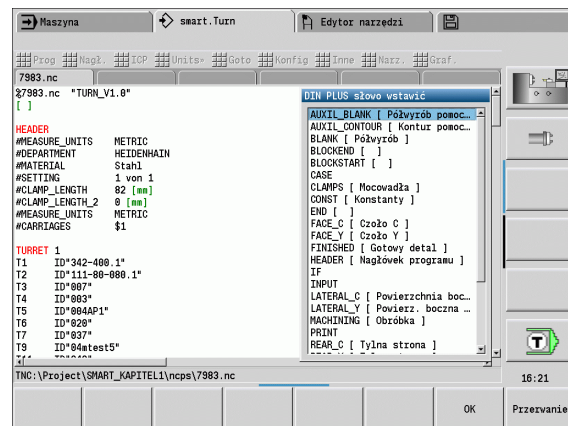 Maszyna
smart.Turn
Edytor narzędzi
Prog Nagł. ICP Units» Goto Konfig Inne Narz. Graf.
7983.nc
%7983.nc "TURN_V1.0"
[ ]
HEADER
#MEASURE_UNITS METRIC
#DEPARTMENT HEIDENHAIN
#MATERIAL Stahl
#SETTING 1 von 1
#CLAMP_LENGTH 82 [mm]
#CLAMP_LENGTH_2 0 [mm]
#MEASURE_UNITS METRIC
#CARRIAGES $1
TURRET 1
T1 ID"342-400.1"
T2 ID"111-80-080.1"
T3 ID"007"
T4 ID"003"
T5 ID"004AP1"
T6 ID"020"
T7 ID"037"
T9 ID"04mtest5"
DIN PLUS słowo wstawić
AUXIL_BLANK [ Półwyrób pomoc…
AUXIL_CONTOUR [ Kontur pomoc…
BLANK [ Półwyrób ]
BLOCKEND [ ]
BLOCKSTART [ ]
CASE
CLAMPS [ Mocowadła ]
CONST [ Konstanty ]
END [ ]
FACE_C [ Czoło C ]
FACE_Y [ Czoło Y ]
FINISHED [ Gotowy detal ]
HEADER [ Nagłówek programu ]
IF
INPUT
LATERAL_C [ Powierzchnia boc…
LATERAL_Y [ Powierz. boczna …
MACHINING [ Obróbka ]
PRINT
REAR_C [ Tylna strona ]
TNC:\Project\SMART_KAPITEL1\ncps\7983.nc
T
16:21
OK
Przerwanie